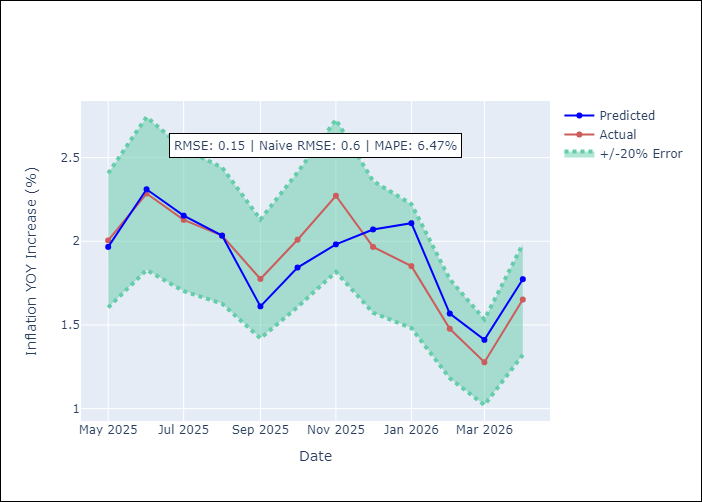 RMSE: 0.15 | Naive RMSE: 0.6 | MAPE: 6.47%
Predicted
Actual
+/-20% Error
2.5
2
1.5
1
Inflation YOY Increase (%)
May 2025
Jul 2025
Sep 2025
Nov 2025
Jan 2026
Mar 2026
Date